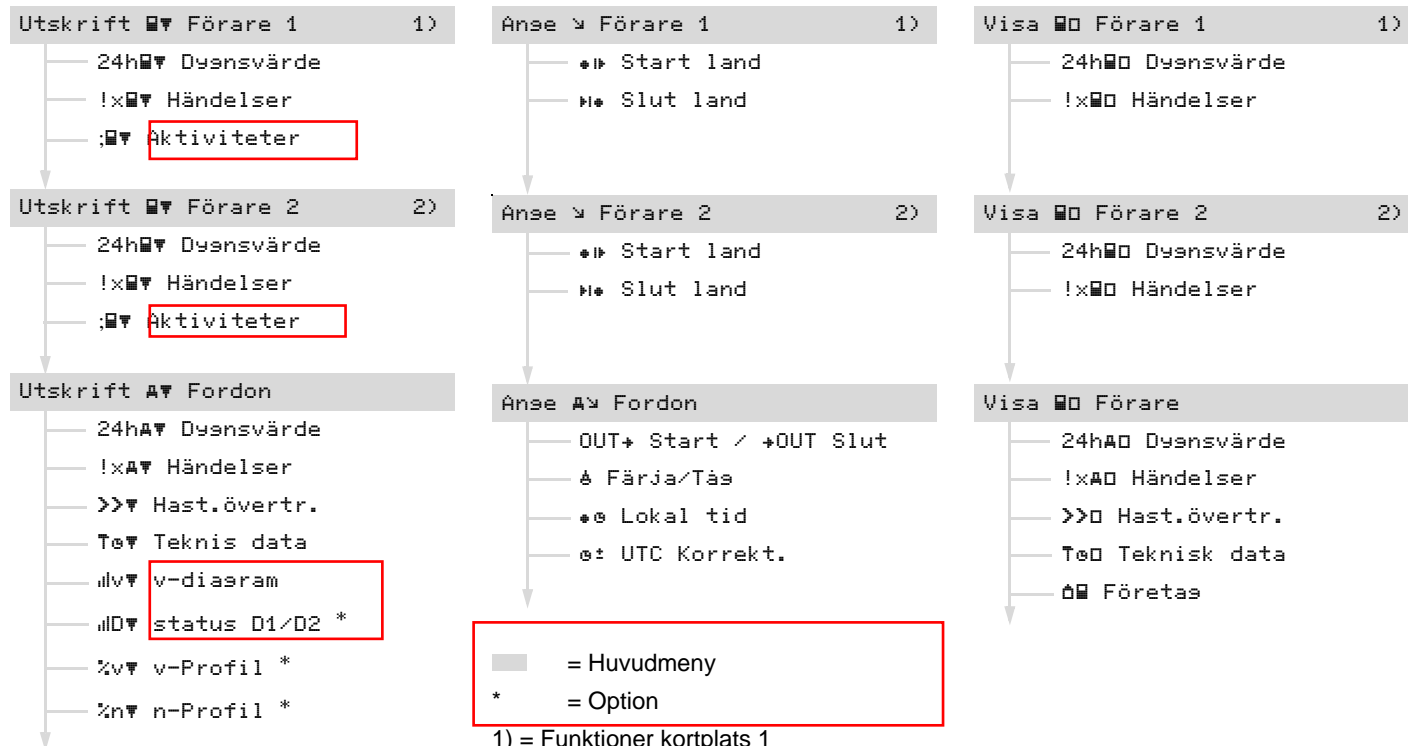 Utskrift Förare 1 1)
24h Dygnsvärde
!x Händelser
; Aktiviteter
Utskrift Förare 2 2)
24h Dygnsvärde
!x Händelser
; Aktiviteter
Utskrift Fordon
24h Dygnsvärde
!x Händelser
>> Hast.övertr.
Teknis data
v v-diagram
D status D1/D2 *
%v v-Profil *
%n n-Profil *
Ange Förare 1 1)
Start land
Slut land
Ange Förare 2 2)
Start land
Slut land
Ange Fordon
OUT Start / OUT Slut
Färja/Tåg
Lokal tid
UTC Korrekt.
= Huvudmeny
* = Option
1) = Funktioner kortplats 1
Visa Förare 1 1)
24h Dygnsvärde
!x Händelser
Visa Förare 2 2)
24h Dygnsvärde
!x Händelser
Visa Förare
24h Dygnsvärde
!x Händelser
>> Hast.övertr.
Teknisk data
Företag